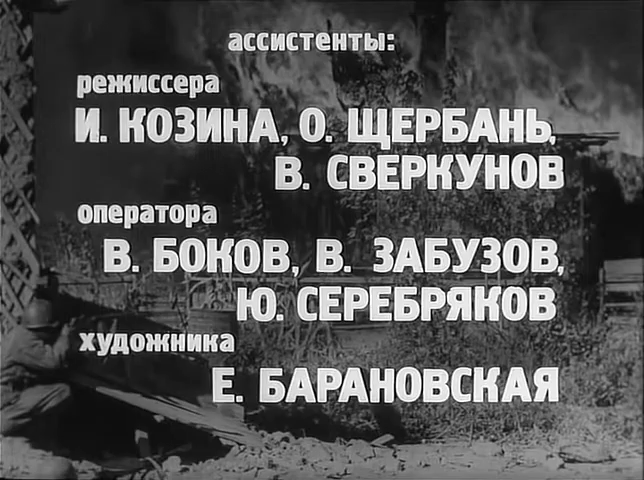 ассистенты:
режиссера
И. КОЗИНА, О. ЩЕРБАНЬ,
В. СВЕРКУНОВ
оператора
В. БОКОВ, В. ЗАБУЗОВ,
Ю. СЕРЕБРЯКОВ
художника
Е. БАРАНОВСКАЯ